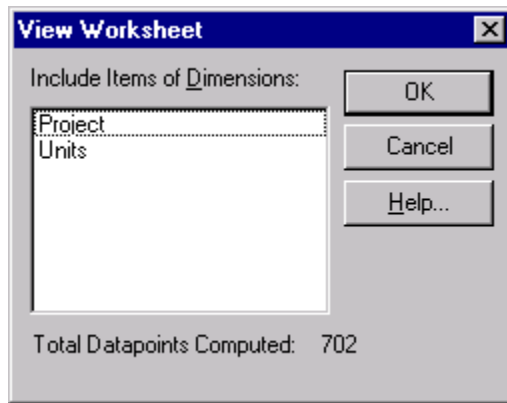 View Worksheet
Include Items of Dimensions:
Project
Units
OK
Cancel
Help...
Total Datapoints Computed: 702